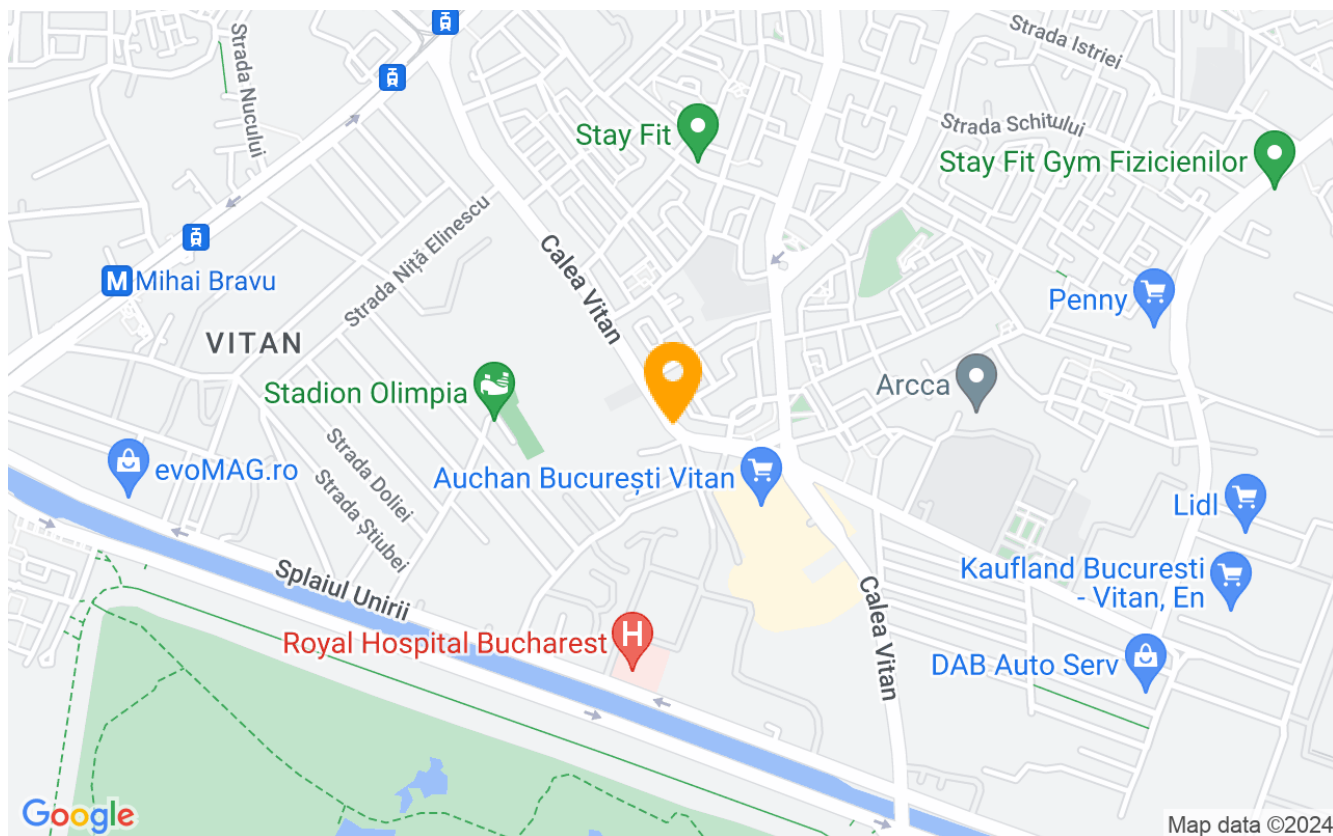 Strada Nucului
Strada Istriei
Stay Fit
Strada Schitului
Stay Fit Gym Fizicienilor
Strada Niță Elinescu
Calea Vitan
M
Mihai Bravu
Penny
VITAN
Stadion Olimpia
Arcca
evoMAG.ro
Strada Doliei
Strada Știubei
Auchan București Vitan
Lidl
Splaiul Unirii
Kaufland Bucuresti
- Vitan, En
Calea Vitan
Royal Hospital Bucharest
H
DAB Auto Serv
Google
Map data ©2024